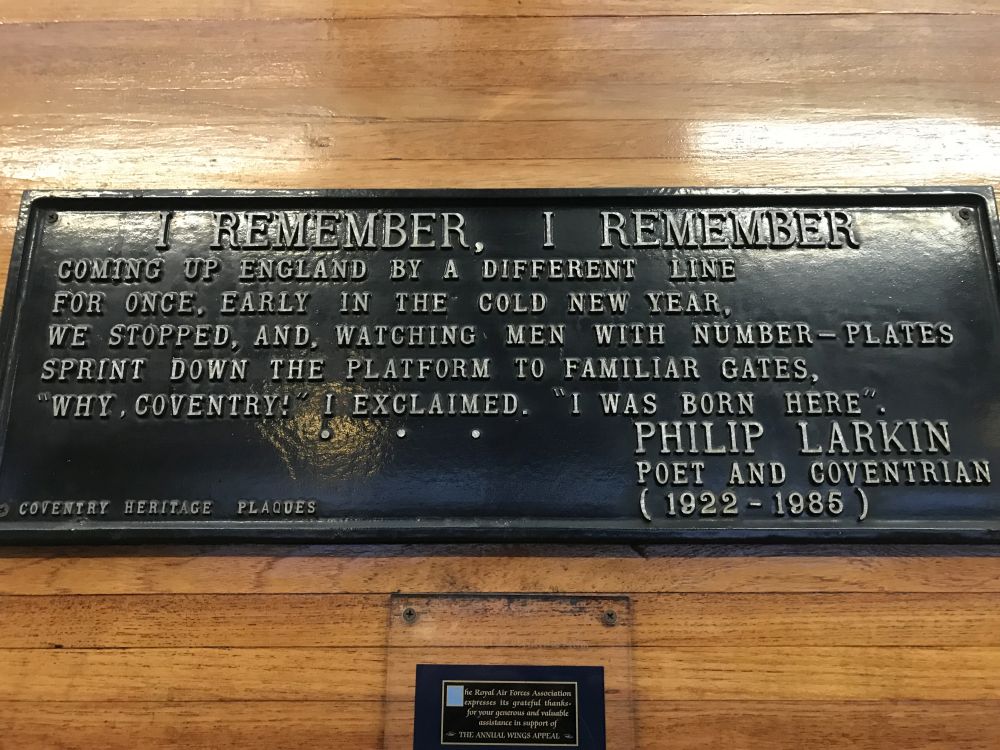 I REMEMBER, I REMEMBER
COMING UP ENGLAND BY A DIFFERENT LINE
FOR ONCE, EARLY IN THE COLD NEW YEAR,
WE STOPPED, AND, WATCHING MEN WITH NUMBER-PLATES
SPRINT DOWN THE PLATFORM TO FAMILIAR GATES,
"WHY, COVENTRY!" I EXCLAIMED. "I WAS BORN HERE".
. . .
PHILIP LARKIN
POET AND COVENTRIAN
(1922 - 1985)
COVENTRY HERITAGE PLAQUES
The Royal Air Forces Association
expresses its grateful thanks
for your generous and valuable
assistance in support of
THE ANNUAL WINGS APPEAL